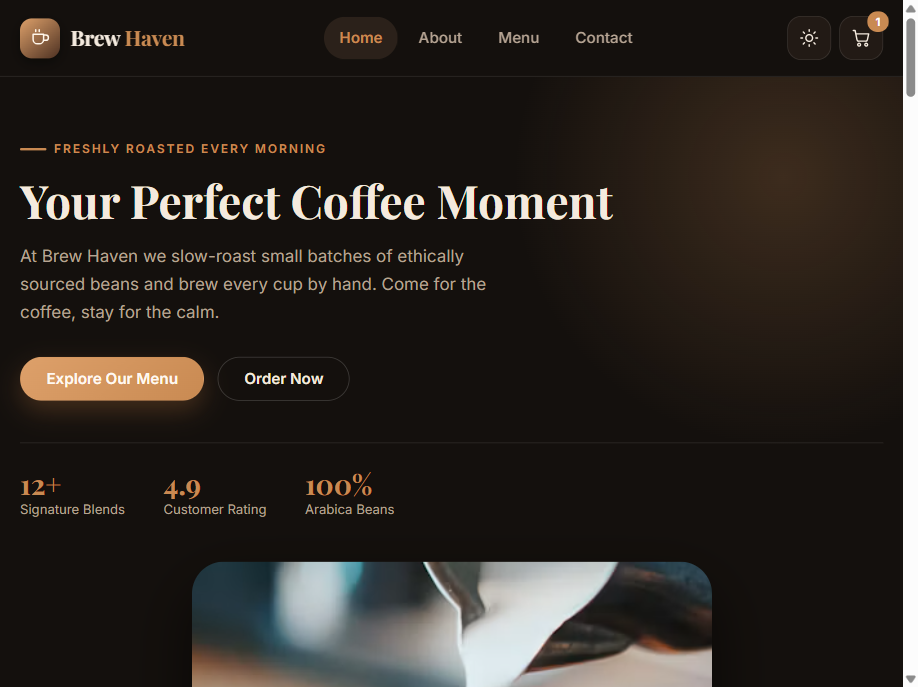 Brew Haven
Home
About
Menu
Contact
1
FRESHLY ROASTED EVERY MORNING
Your Perfect Coffee Moment
At Brew Haven we slow-roast small batches of ethically
sourced beans and brew every cup by hand. Come for the
coffee, stay for the calm.
Explore Our Menu
Order Now
12+
Signature Blends
4.9
Customer Rating
100%
Arabica Beans